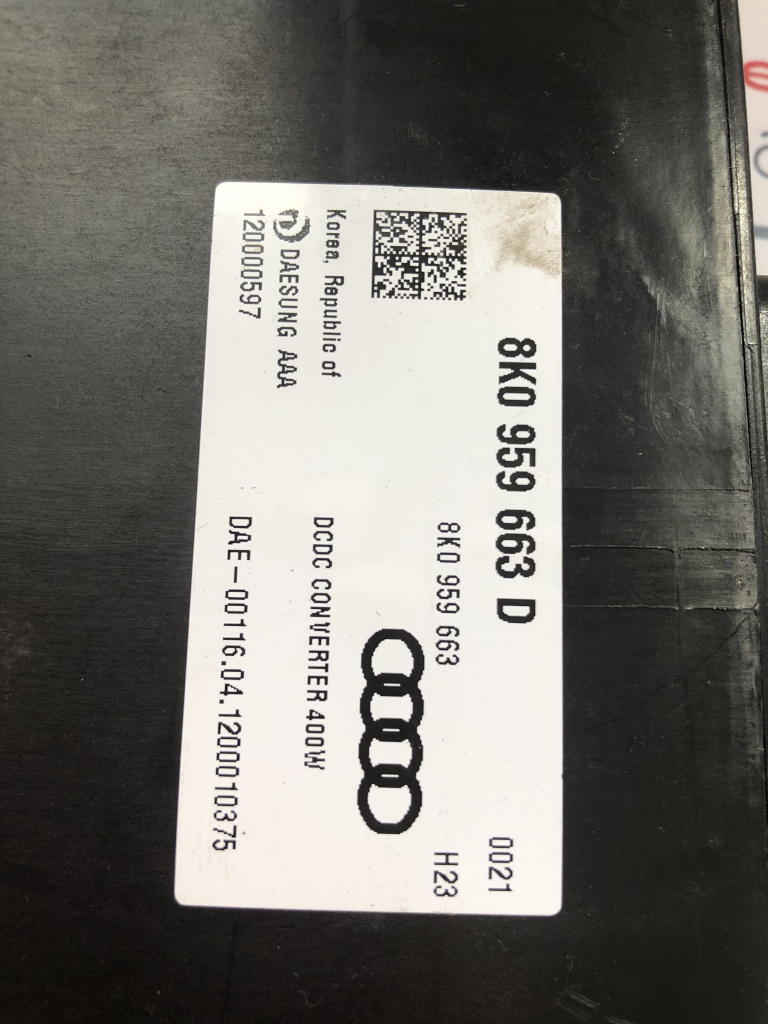 8K0 959 663 D 0021
8K0 959 663 H23
Korea, Republic of
DCDC CONVERTER 400W
DAESUNG AAA
120000597
DAE-00116.04.1200010375